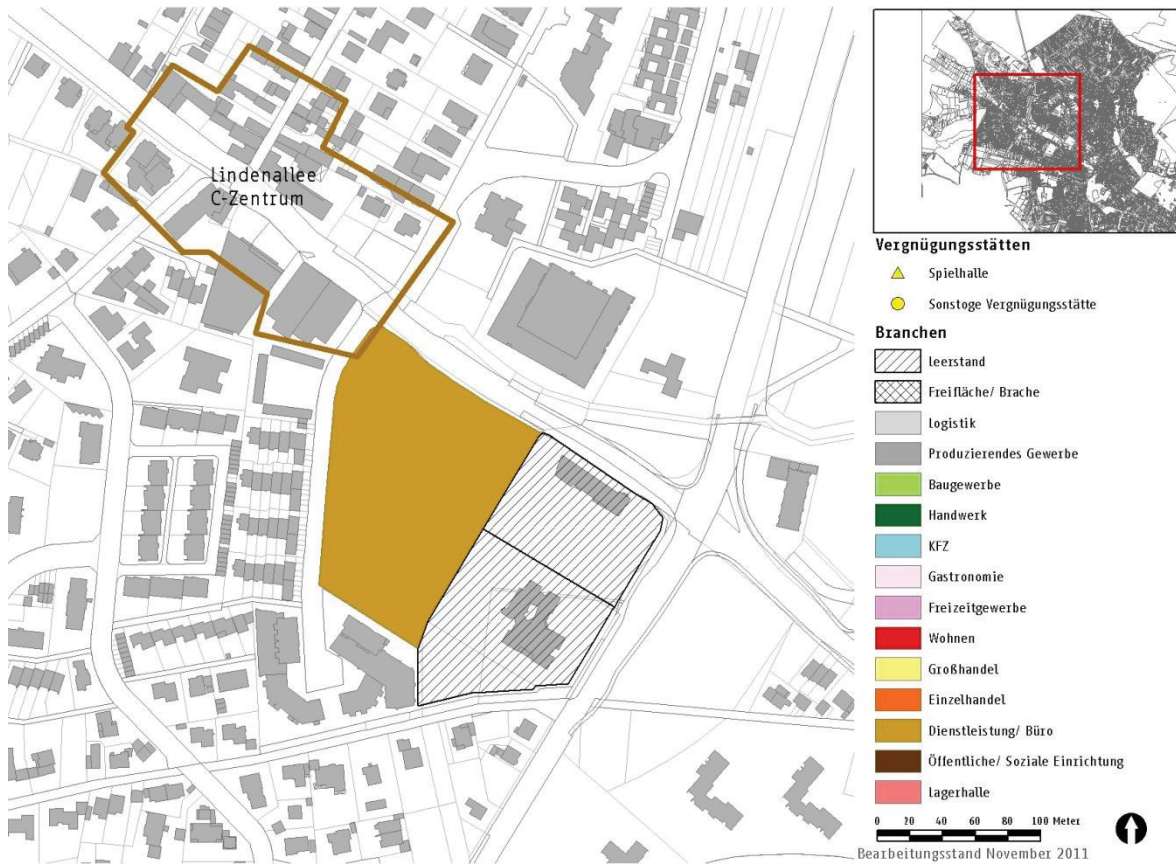 Lindenallee
C-Zentrum
Vergnügungsstätten
Spielhalle
Sonstoge Vergnügungsstätte
Branchen
Leerstand
Freifläche/ Brache
Logistik
Produzierendes Gewerbe
Baugewerbe
Handwerk
KFZ
Gastronomie
Freizeitgewerbe
Wohnen
Großhandel
Einzelhandel
Dienstleistung/ Büro
Öffentliche/ Soziale Einrichtung
Lagerhalle
0 20 40 60 80 100 Meter
Bearbeitungsstand November 2011